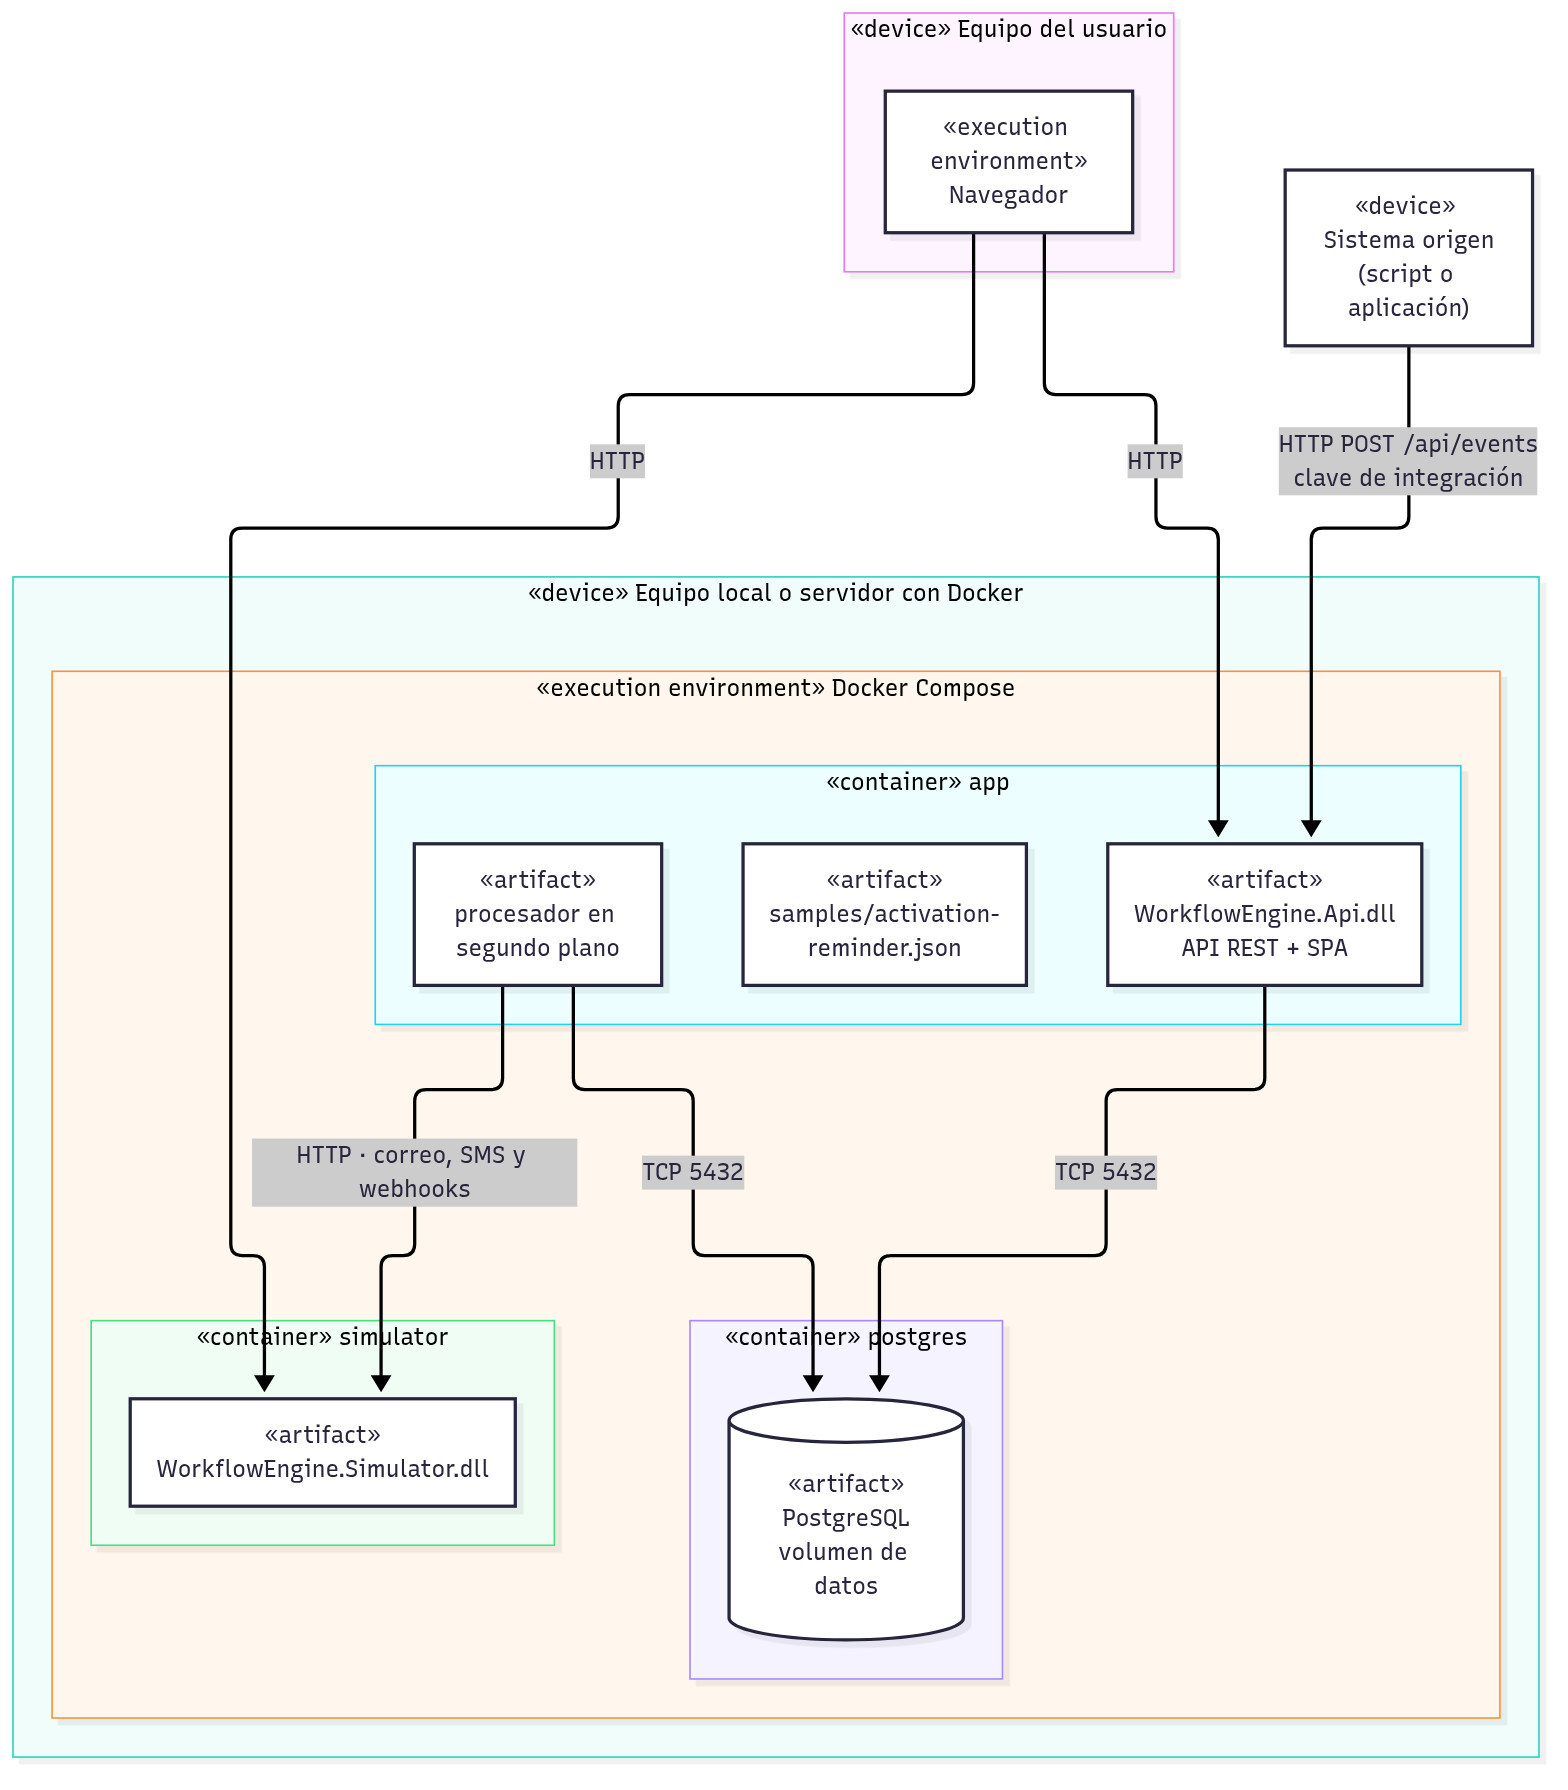 «device» Equipo del usuario
«execution
environment»
Navegador
«device»
Sistema origen
(script o
aplicación)
HTTP
HTTP
HTTP POST /api/events
clave de integración
«device» Equipo local o servidor con Docker
«execution environment» Docker Compose
«container» app
«artifact»
procesador en
segundo plano
«artifact»
samples/activation-
reminder.json
«artifact»
WorkflowEngine.Api.dll
API REST + SPA
HTTP · correo, SMS y
webhooks
TCP 5432
TCP 5432
«container» simulator
«artifact»
WorkflowEngine.Simulator.dll
«container» postgres
«artifact»
PostgreSQL
volumen de
datos